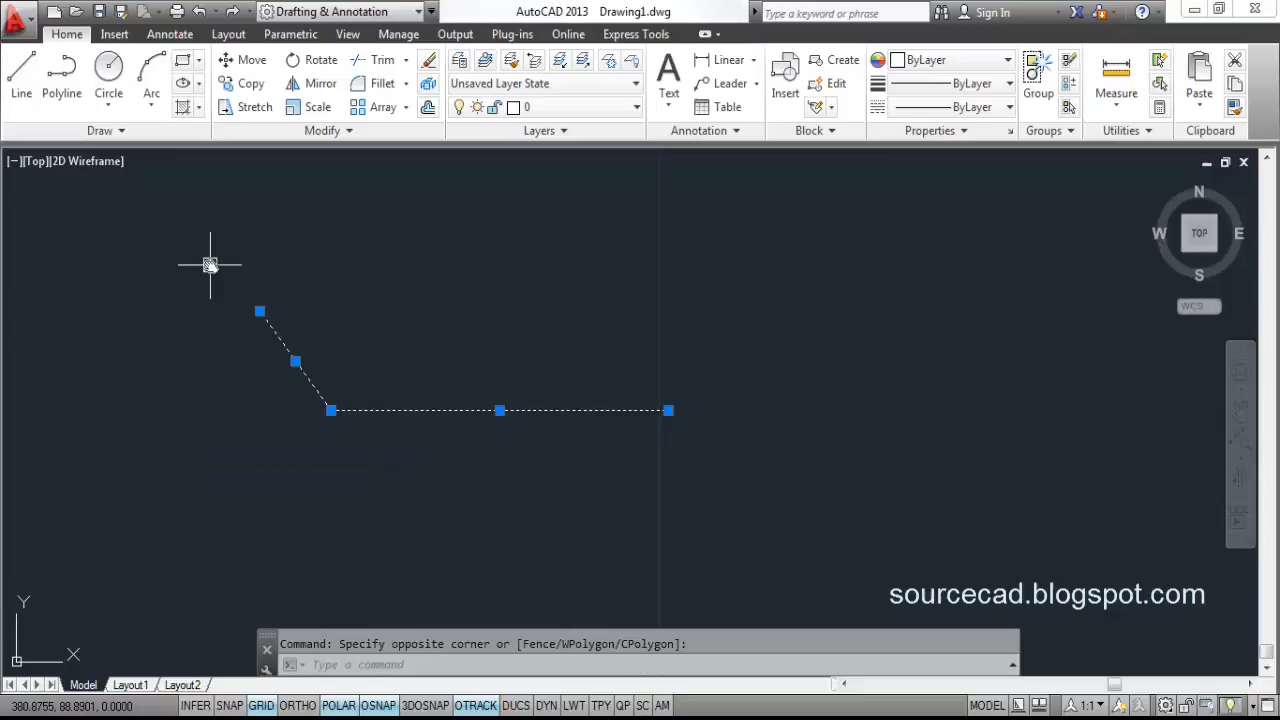 Drafting & Annotation
AutoCAD 2013 Drawing1.dwg
Type a keyword or phrase
Sign In
Home Insert Annotate Layout Parametric View Manage Output Plug-ins Online Express Tools
Line Polyline Circle Arc
Move Rotate Trim
Copy Mirror Fillet
Stretch Scale Array
Unsaved Layer State
0
Text
Linear
Leader
Table
Insert
Create
Edit
ByLayer
ByLayer
ByLayer
Group
Measure
Paste
Draw Modify Layers Annotation Block Properties Groups Utilities Clipboard
[−][Top][2D Wireframe]
N
W TOP E
S
WCS
sourcecad.blogspot.com
Y
X
Command: Specify opposite corner or [Fence/WPolygon/CPolygon]:
Type a command
Model Layout1 Layout2
380.8755, 88.8901, 0.0000 INFER SNAP GRID ORTHO POLAR OSNAP 3DOSNAP OTRACK DUCS DYN LWT TPY QP SC AM MODEL 1:1